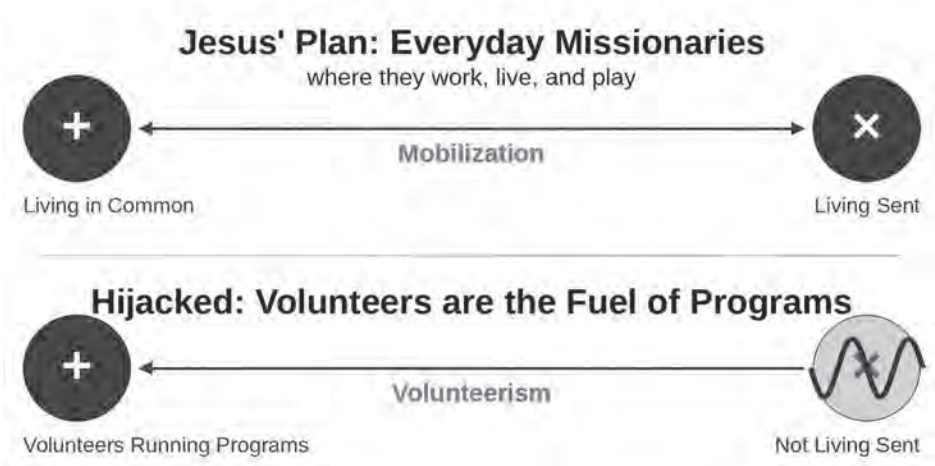 Jesus' Plan: Everyday Missionaries
where they work, live, and play
+
×
Mobilization
Living in Common
Living Sent
Hijacked: Volunteers are the Fuel of Programs
+
×
Volunteerism
Volunteers Running Programs
Not Living Sent